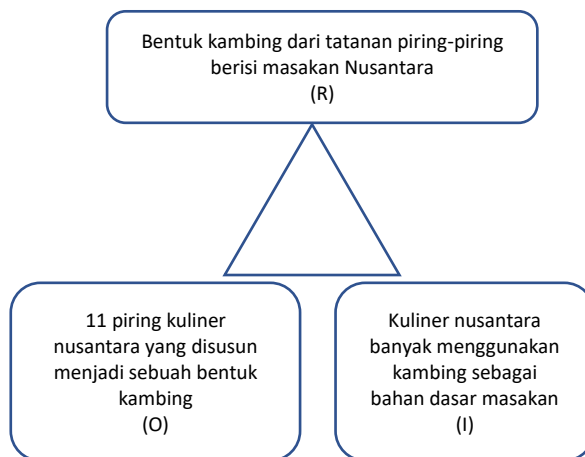 Bentuk kambing dari tatanan piring-piring
berisi masakan Nusantara
(R)
11 piring kuliner
nusantara yang disusun
menjadi sebuah bentuk
kambing
(O)
Kuliner nusantara
banyak menggunakan
kambing sebagai
bahan dasar masakan
(I)